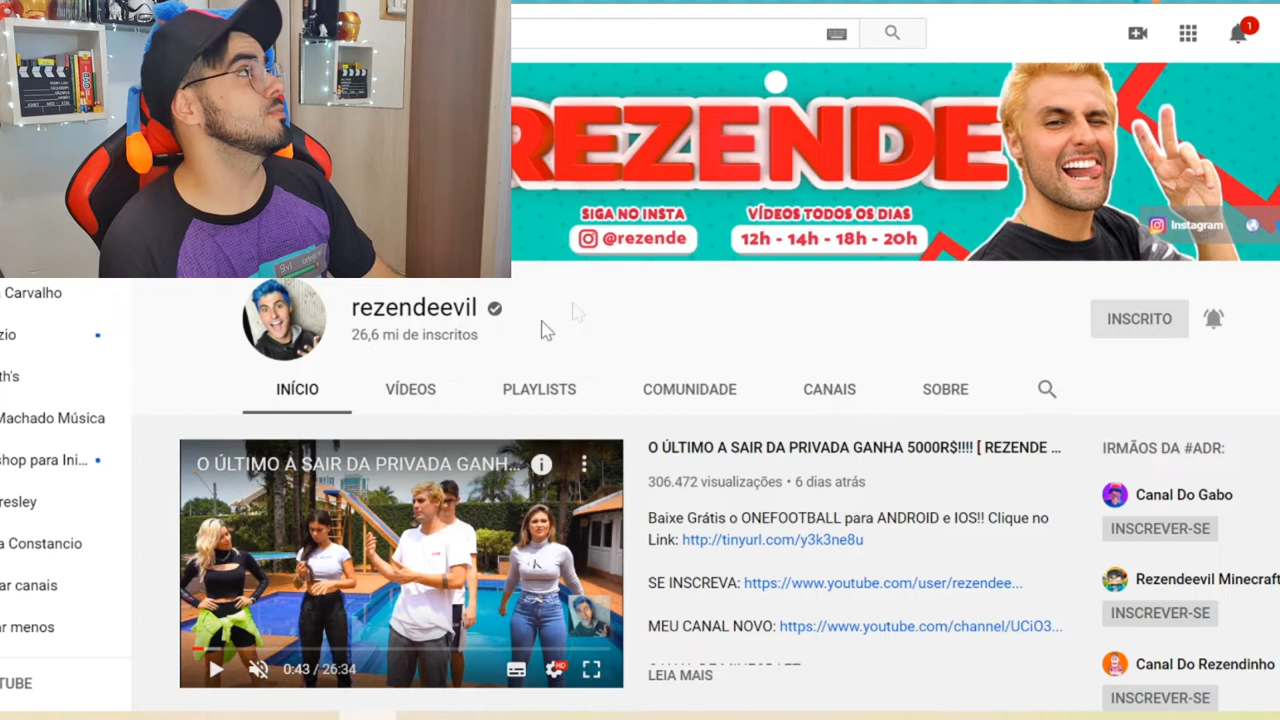 1
REZENDE
SIGA NO INSTA
@rezende
VÍDEOS TODOS OS DIAS
12h - 14h - 18h - 20h
Instagram
Carvalho
zio
th's
Machado Música
shop para Ini...
resley
Constancio
ar canais
r menos
TUBE
rezendeevil
26,6 mi de inscritos
INSCRITO
INÍCIO
VÍDEOS
PLAYLISTS
COMUNIDADE
CANAIS
SOBRE
O ÚLTIMO A SAIR DA PRIVADA GANH...
0:43 / 26:34
HD
O ÚLTIMO A SAIR DA PRIVADA GANHA 5000R$!!!! [ REZENDE ...
306.472 visualizações • 6 dias atrás
Baixe Grátis o ONEFOOTBALL para ANDROID e IOS!! Clique no
Link: http://tinyurl.com/y3k3ne8u
SE INSCREVA: https://www.youtube.com/user/rezendee...
MEU CANAL NOVO: https://www.youtube.com/channel/UCiO3...
LEIA MAIS
IRMÃOS DA #ADR:
Canal Do Gabo
INSCREVER-SE
Rezendeevil Minecraft
INSCREVER-SE
Canal Do Rezendinho
INSCREVER-SE